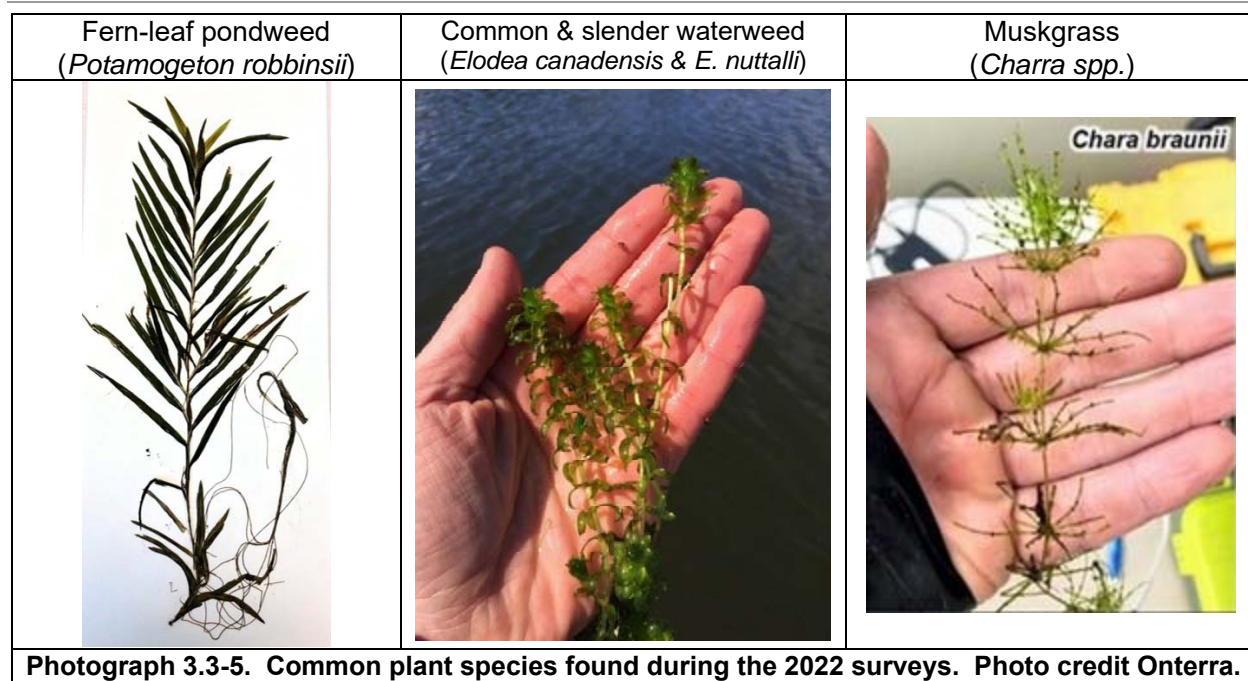 Fern-leaf pondweed
(Potamogeton robbinsii)
Common & slender waterweed
(Elodea canadensis & E. nuttalli)
Muskgrass
(Charra spp.)
Chara braunii
Photograph 3.3-5. Common plant species found during the 2022 surveys. Photo credit Onterra.